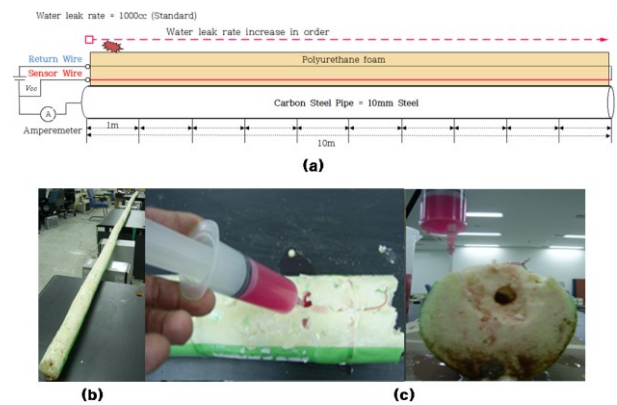 Water leak rate = 1000cc (Standard)
Water leak rate increase in order
Return Wire
Polyurethane foam
Sensor Wire
Vcc
Carbon Steel Pipe = 10mm Steel
A
Amperemeter
1m
10m
(a)
(b)
(c)